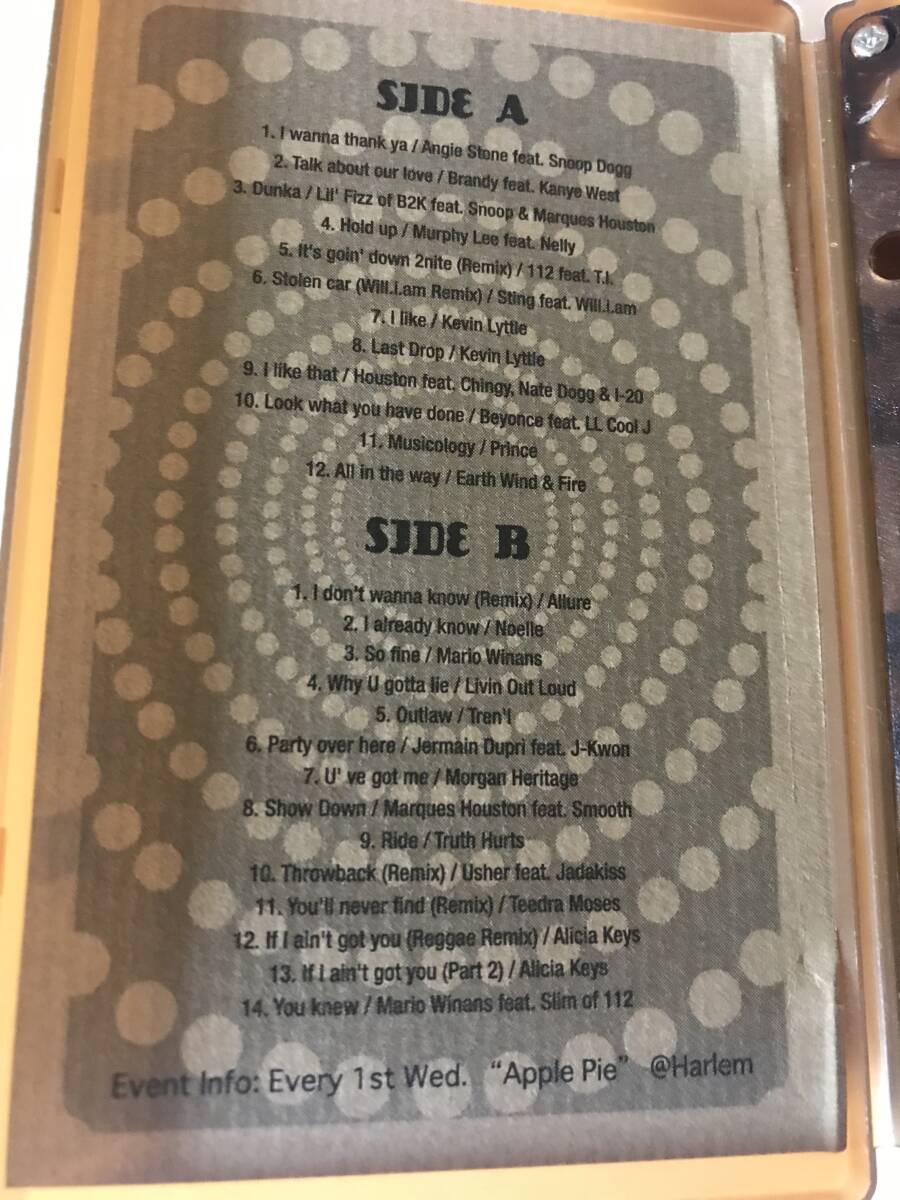 SIDE A
1. I wanna thank ya / Angie Stone feat. Snoop Dogg
2. Talk about our love / Brandy feat. Kanye West
3. Dunka / Lil' Fizz of B2K feat. Snoop & Marques Houston
4. Hold up / Murphy Lee feat. Nelly
5. It's goin' down 2nite (Remix) / 112 feat. T.I.
6. Stolen car (Will.I.am Remix) / Sting feat. Will.I.am
7. I like / Kevin Lyttle
8. Last Drop / Kevin Lyttle
9. I like that / Houston feat. Chingy, Nate Dogg & I-20
10. Look what you have done / Beyonce feat. LL Cool J
11. Musicology / Prince
12. All in the way / Earth Wind & Fire
SIDE B
1. I don't wanna know (Remix) / Allure
2. I already know / Noelle
3. So fine / Mario Winans
4. Why U gotta lie / Livin Out Loud
5. Outlaw / Tren'l
6. Party over here / Jermain Dupri feat. J-Kwon
7. U' ve got me / Morgan Heritage
8. Show Down / Marques Houston feat. Smooth
9. Ride / Truth Hurts
10. Throwback (Remix) / Usher feat. Jadakiss
11. You'll never find (Remix) / Teedra Moses
12. If I ain't got you (Reggae Remix) / Alicia Keys
13. If I ain't got you (Part 2) / Alicia Keys
14. You knew / Mario Winans feat. Slim of 112
Event Info: Every 1st Wed. “Apple Pie” @Harlem